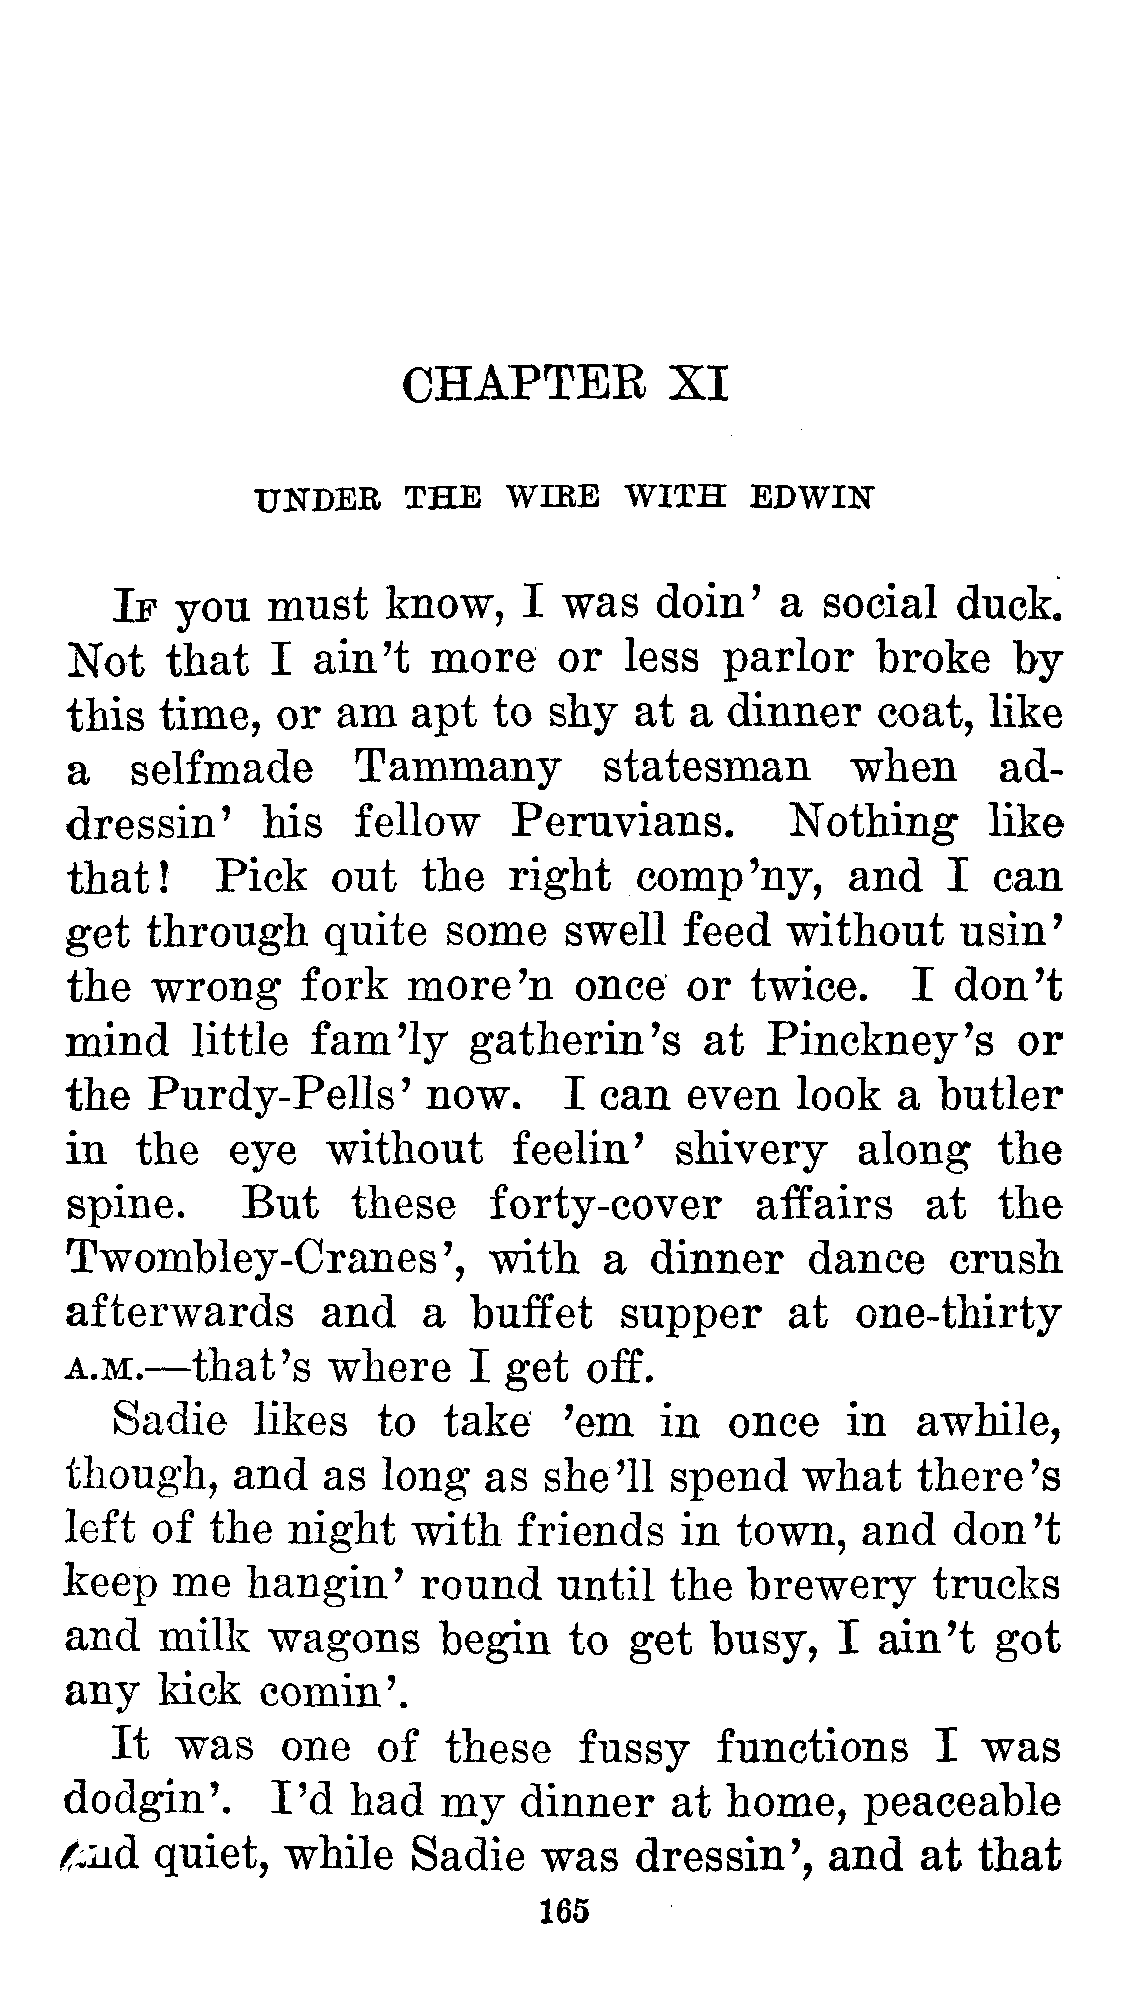 CHAPTER XI
UNDER THE WIRE WITH EDWIN
If you must know, I was doin' a social duck.
Not that I ain't more or less parlor broke by
this time, or am apt to shy at a dinner coat, like
a selfmade Tammany statesman when ad-
dressin' his fellow Peruvians. Nothing like
that! Pick out the right comp'ny, and I can
get through quite some swell feed without usin'
the wrong fork more'n once or twice. I don't
mind little fam'ly gatherin's at Pinckney's or
the Purdy-Pells' now. I can even look a butler
in the eye without feelin' shivery along the
spine. But these forty-cover affairs at the
Twombley-Cranes', with a dinner dance crush
afterwards and a buffet supper at one-thirty
A.M.—that's where I get off.
Sadie likes to take 'em in once in awhile,
though, and as long as she'll spend what there's
left of the night with friends in town, and don't
keep me hangin' round until the brewery trucks
and milk wagons begin to get busy, I ain't got
any kick comin'.
It was one of these fussy functions I was
dodgin'. I'd had my dinner at home, peaceable
and quiet, while Sadie was dressin', and at that
165